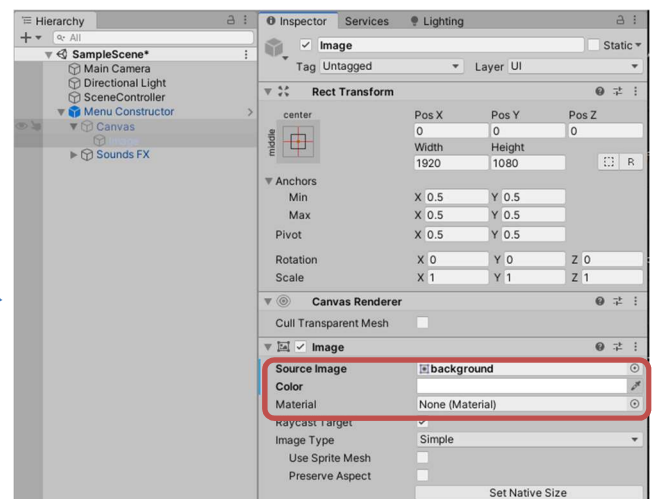 Hierarchy
All
SampleScene*
Main Camera
Directional Light
SceneController
Menu Constructor
Canvas
Sounds FX
Inspector Services Lighting
Image Static
Tag Untagged Layer UI
Rect Transform
center
middle
Pos X Pos Y Pos Z
0 0 0
Width Height
1920 1080 R
Anchors
Min X 0.5 Y 0.5
Max X 0.5 Y 0.5
Pivot X 0.5 Y 0.5
Rotation X 0 Y 0 Z 0
Scale X 1 Y 1 Z 1
Canvas Renderer
Cull Transparent Mesh
Image
Source Image background
Color
Material None (Material)
Raycast Target
Image Type Simple
Use Sprite Mesh
Preserve Aspect
Set Native Size